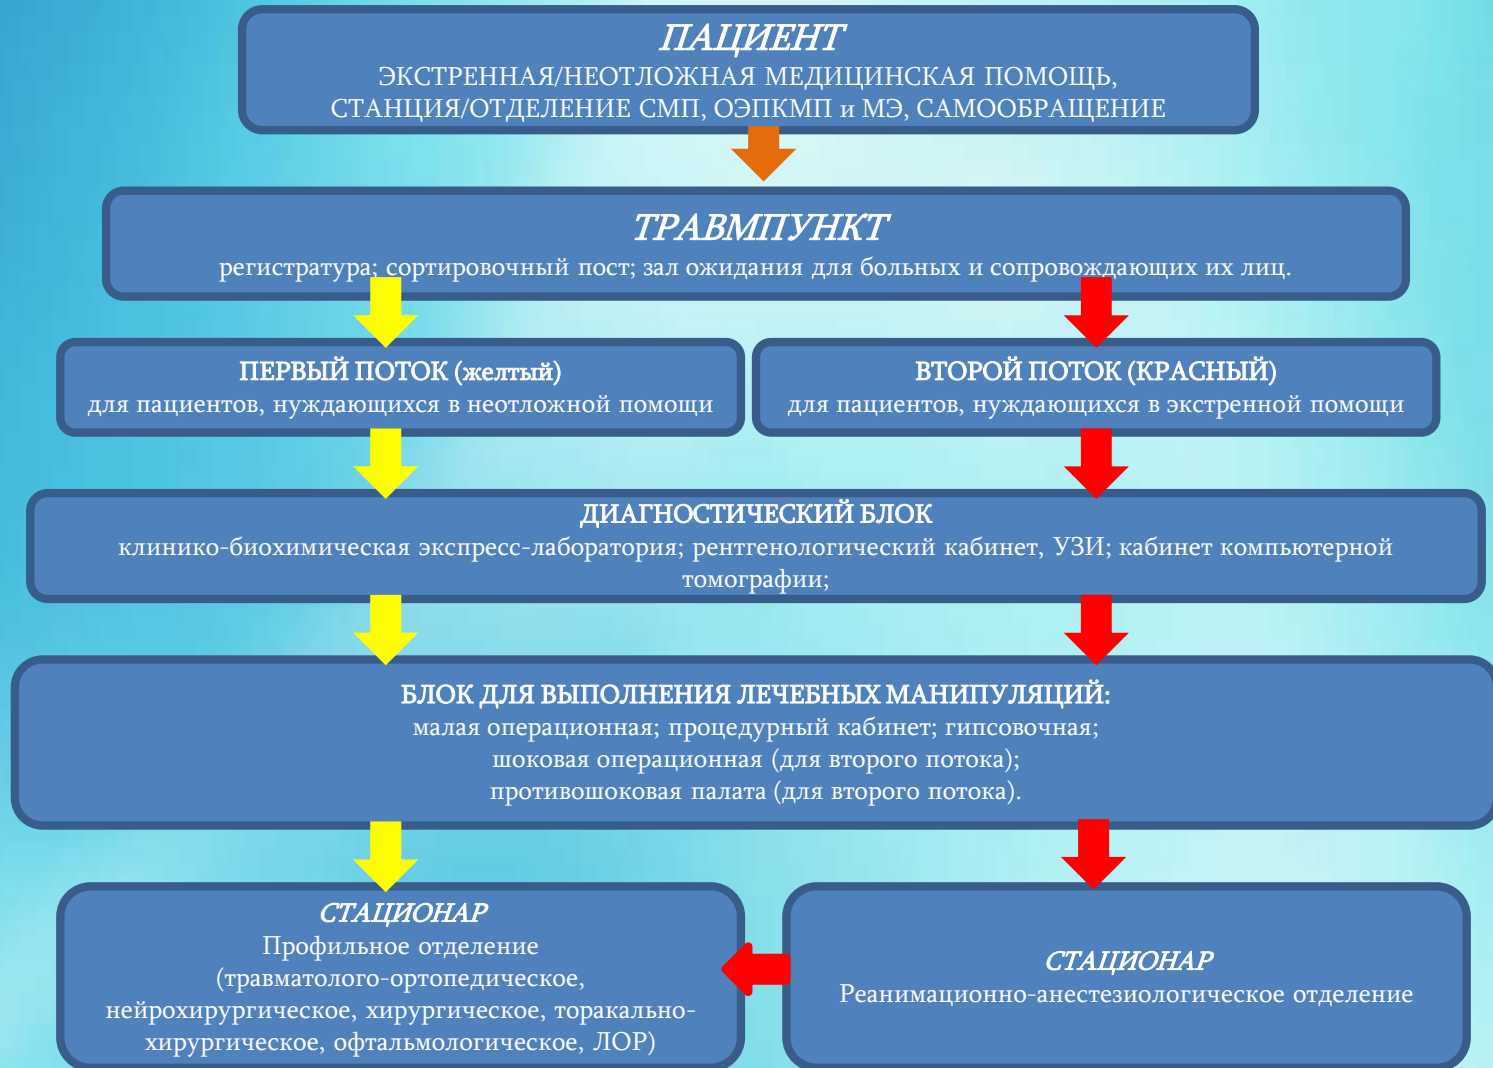 ПАЦИЕНТ
ЭКСТРЕННАЯ/НЕОТЛОЖНАЯ МЕДИЦИНСКАЯ ПОМОЩЬ,
СТАНЦИЯ/ОТДЕЛЕНИЕ СМП, ОЭПКМП и МЭ, САМООБРАЩЕНИЕ
ТРАВМПУНКТ
регистратура; сортировочный пост; зал ожидания для больных и сопровождающих их лиц.
ПЕРВЫЙ ПОТОК (желтый)
для пациентов, нуждающихся в неотложной помощи
ВТОРОЙ ПОТОК (КРАСНЫЙ)
для пациентов, нуждающихся в экстренной помощи
ДИАГНОСТИЧЕСКИЙ БЛОК
клинико-биохимическая экспресс-лаборатория; рентгенологический кабинет, УЗИ; кабинет компьютерной
томографии;
БЛОК ДЛЯ ВЫПОЛНЕНИЯ ЛЕЧЕБНЫХ МАНИПУЛЯЦИЙ:
малая операционная; процедурный кабинет; гипсовочная;
шоковая операционная (для второго потока);
противошоковая палата (для второго потока).
СТАЦИОНАР
Профильное отделение
(травматолого-ортопедическое,
нейрохирургическое, хирургическое, торакально-
хирургическое, офтальмологическое, ЛОР)
СТАЦИОНАР
Реанимационно-анестезиологическое отделение